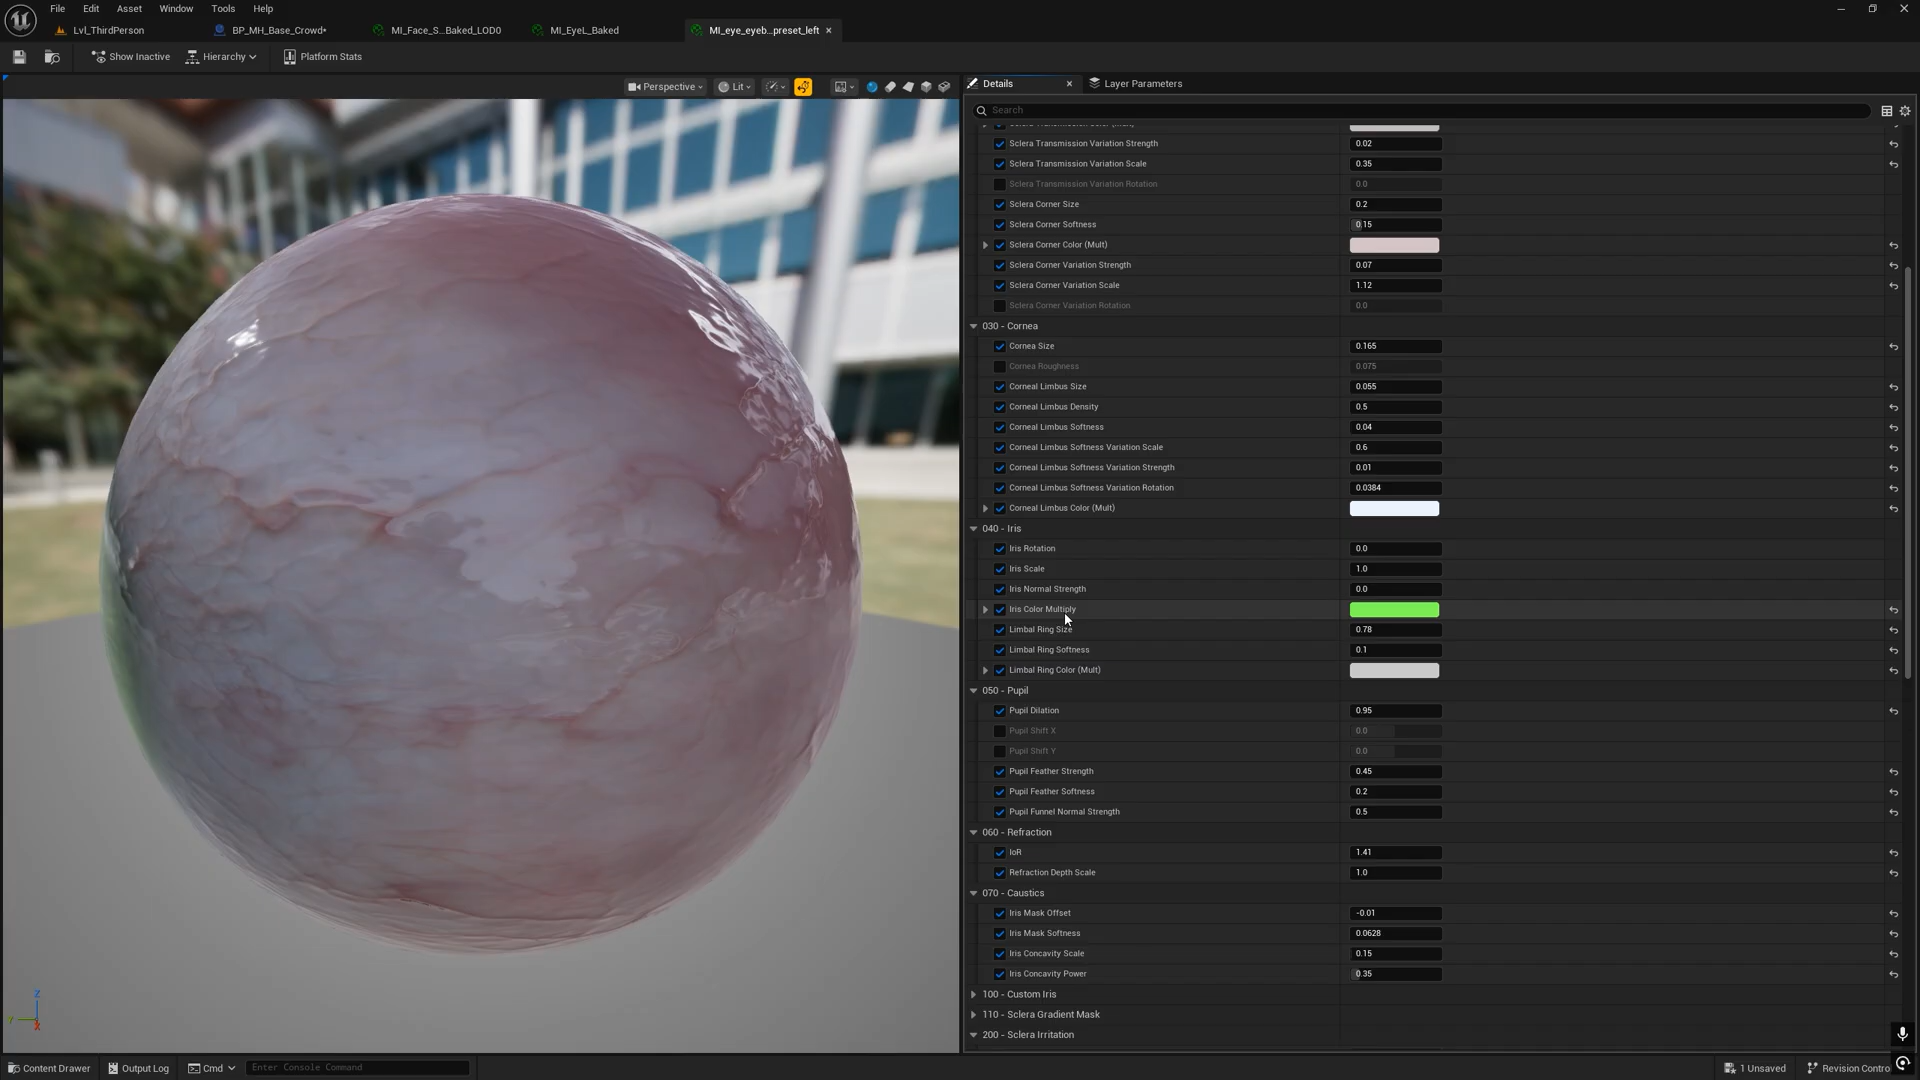 File Edit Asset Window Tools Help
Lvl_ThirdPerson BP_MH_Base_Crowd* MI_Face_S...Baked_LOD0 MI_EyeL_Baked MI_eye_eyeb...preset_left
Show Inactive Hierarchy Platform Stats
Perspective Lit
Details Layer Parameters
Search
Sclera Transmission Variation Strength 0.02
Sclera Transmission Variation Scale 0.35
Sclera Transmission Variation Rotation 0.0
Sclera Corner Size 0.2
Sclera Corner Softness 0.15
Sclera Corner Color (Mult)
Sclera Corner Variation Strength 0.07
Sclera Corner Variation Scale 1.12
Sclera Corner Variation Rotation 0.0
030 - Cornea
Cornea Size 0.165
Cornea Roughness 0.075
Corneal Limbus Size 0.055
Corneal Limbus Density 0.5
Corneal Limbus Softness 0.04
Corneal Limbus Softness Variation Scale 0.6
Corneal Limbus Softness Variation Strength 0.01
Corneal Limbus Softness Variation Rotation 0.0384
Corneal Limbus Color (Mult)
040 - Iris
Iris Rotation 0.0
Iris Scale 1.0
Iris Normal Strength 0.0
Iris Color Multiply
Limbal Ring Size 0.78
Limbal Ring Softness 0.1
Limbal Ring Color (Mult)
050 - Pupil
Pupil Dilation 0.95
Pupil Shift X 0.0
Pupil Shift Y 0.0
Pupil Feather Strength 0.45
Pupil Feather Softness 0.2
Pupil Funnel Normal Strength 0.5
060 - Refraction
IoR 1.41
Refraction Depth Scale 1.0
070 - Caustics
Iris Mask Offset -0.01
Iris Mask Softness 0.0628
Iris Concavity Scale 0.15
Iris Concavity Power 0.35
100 - Custom Iris
110 - Sclera Gradient Mask
200 - Sclera Irritation
Z
Y
X
Content Drawer Output Log Cmd Enter Console Command 1 Unsaved Revision Contro